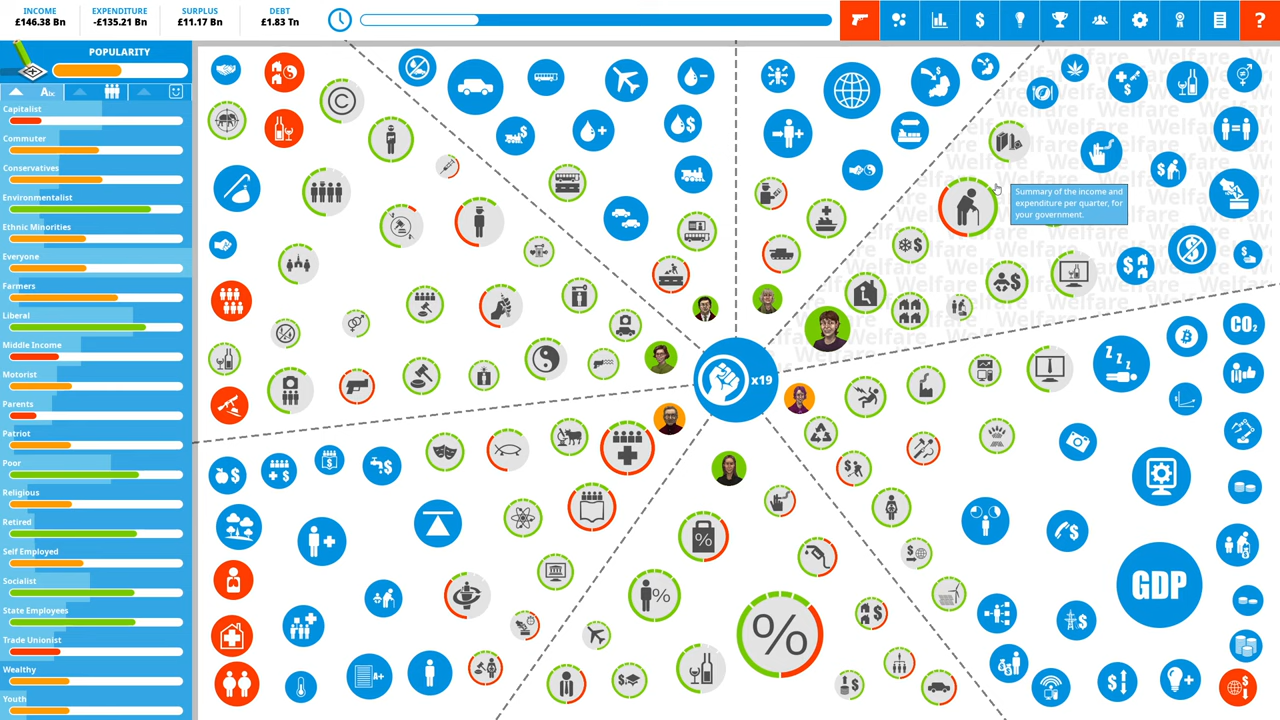 INCOME EXPENDITURE SURPLUS DEBT
£146.38 Bn -£135.21 Bn £11.17 Bn £1.83 Tn
?
POPULARITY
Abc
Capitalist
Commuter
Conservatives
Environmentalist
Ethnic Minorities
Everyone
Farmers
Liberal
Middle Income
Motorist
Parents
Patriot
Poor
Religious
Retired
Self Employed
Socialist
State Employees
Trade Unionist
Wealthy
Youth
Welfare
Summary of the income and
expenditure per quarter, for
your government.
x19
CO2
Z Z Z
GDP
%
%
%
A+